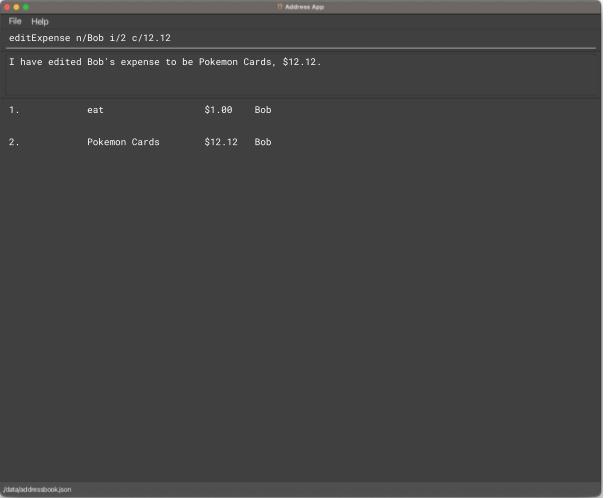 Address App
File Help
editExpense n/Bob i/2 c/12.12
I have edited Bob's expense to be Pokemon Cards, $12.12.
1. eat $1.00 Bob
2. Pokemon Cards $12.12 Bob
./data/addressbook.json